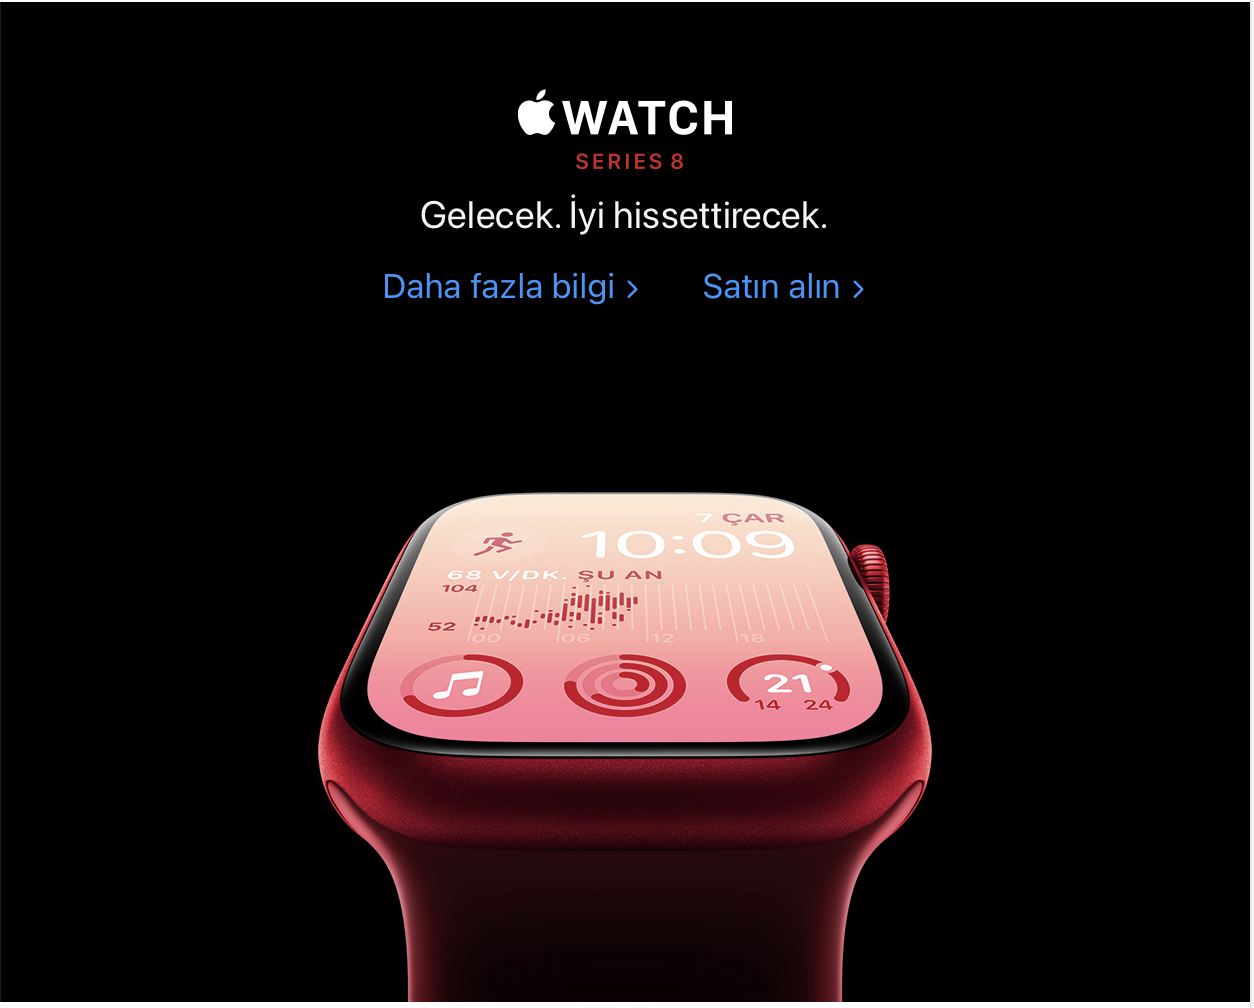 WATCH
SERIES 8
Gelecek. İyi hissettirecek.
Daha fazla bilgi > Satın alın >
7 ÇAR
10:09
68 V/DK. ŞU AN
104
52
00 06 12 18
21
14 24